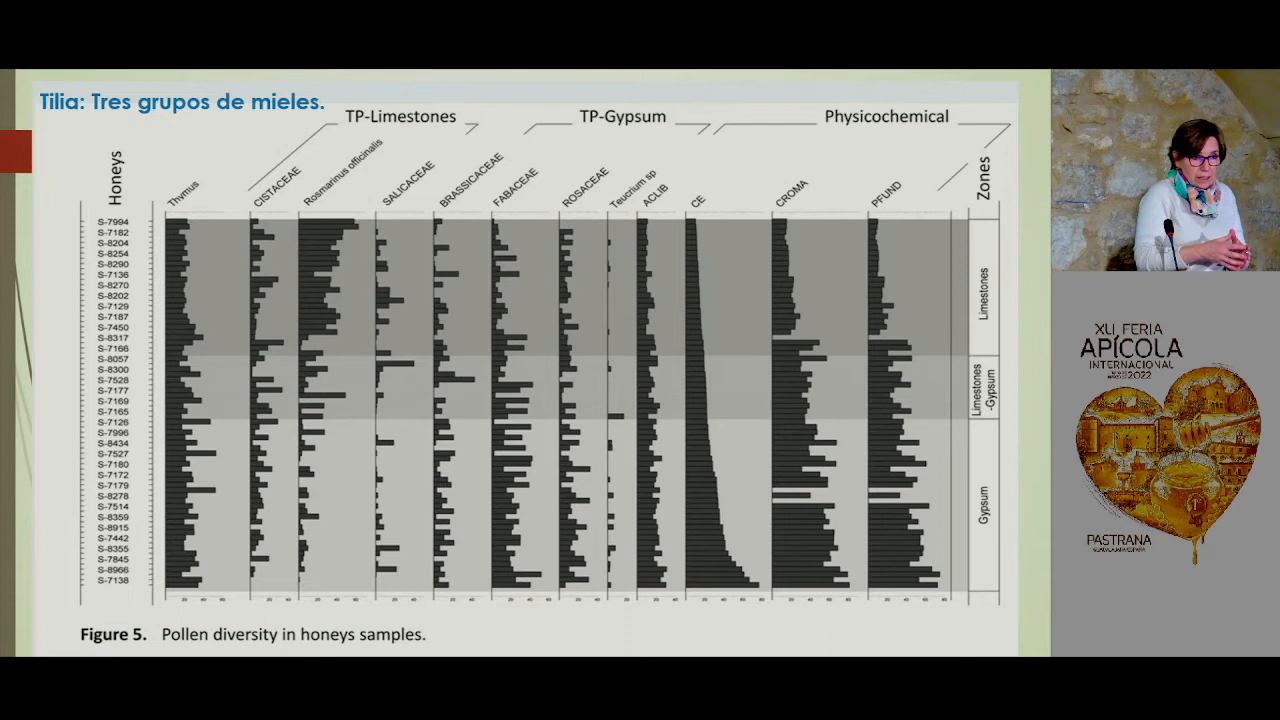 Tilia: Tres grupos de mieles.
TP-Limestones
TP-Gypsum
Physicochemical
Honeys
Thymus
CISTACEAE
Rosmarinus officinalis
SALICACEAE
BRASSICACEAE
FABACEAE
ROSACEAE
Teucrium sp
ACLIB
CE
CROMA
PFUND
Zones
S-7994
S-7182
S-8204
S-8254
S-8290
S-7136
S-8270
S-8202
S-7129
S-7187
S-7450
S-8317
S-7166
S-8057
S-8300
S-7528
S-7177
S-7169
S-7165
S-7126
S-7996
S-8434
S-7527
S-7180
S-7172
S-7179
S-8278
S-7514
S-8359
S-8915
S-7442
S-8355
S-7845
S-8966
S-7138
Limestones
Limestones
-Gypsum
Gypsum
Figure 5. Pollen diversity in honeys samples.
XLI FERIA
APÍCOLA
INTERNACIONAL
PASTRANA